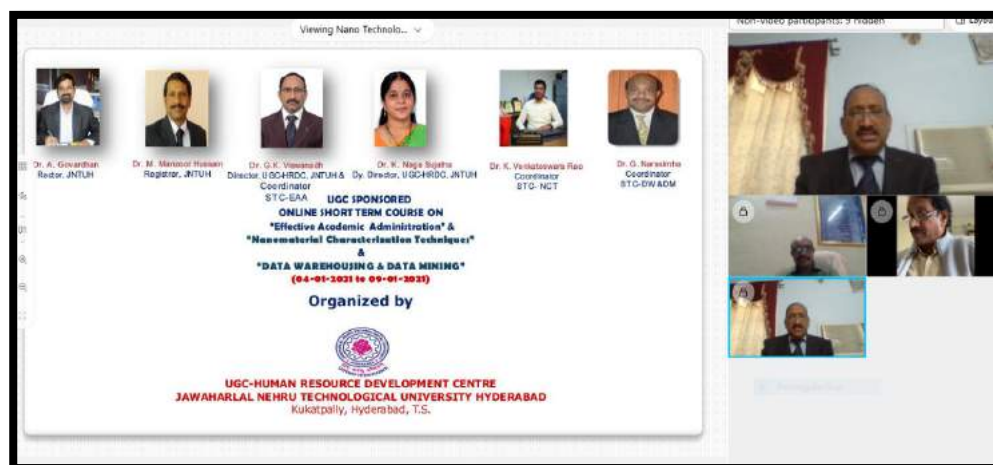 Viewing Nano Technolo...
Non-video participants: 9 hidden
Layout
Dr. A. Govardhan
Rector, JNTUH
Dr. M. Manzoor Hussain
Registrar, JNTUH
Dr. G.K. Viswanadh
Director, UGC-HRDC, JNTUH &
Coordinator
STC-EAA
Dr. K. Naga Sujatha
Dy. Director, UGC-HRDC, JNTUH
Dr. K. Venkateswara Rao
Coordinator
STC- NCT
Dr. G. Narasimha
Coordinator
STC-DW&DM
UGC SPONSORED
ONLINE SHORT TERM COURSE ON
"Effective Academic Administration" &
"Nanomaterial Characterization Techniques"
&
"DATA WAREHOUSING & DATA MINING"
(04-01-2021 to 09-01-2021)
Organized by
UGC-HUMAN RESOURCE DEVELOPMENT CENTRE
JAWAHARLAL NEHRU TECHNOLOGICAL UNIVERSITY HYDERABAD
Kukatpally, Hyderabad, T.S.